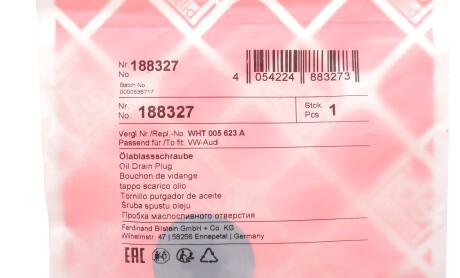 Nr. 188327
No.
Batch No
0000536717
4 054224 883273
Nr. 188327
No.
Stck 1
Pcs
Vergl.Nr./Repl.-No: WHT 005 623 A
Passend für./To fit: VW-Audi
Ölablassschraube
Oil Drain Plug
Bouchon de vidange
tappo scarico olio
Tornillo purgador de aceite
Śruba spustu oleju
Пробка маслосливного отверстия
Ferdinand Bilstein GmbH + Co. KG
Wilhelmstr. 47 | 58256 Ennepetal | Germany
EAC